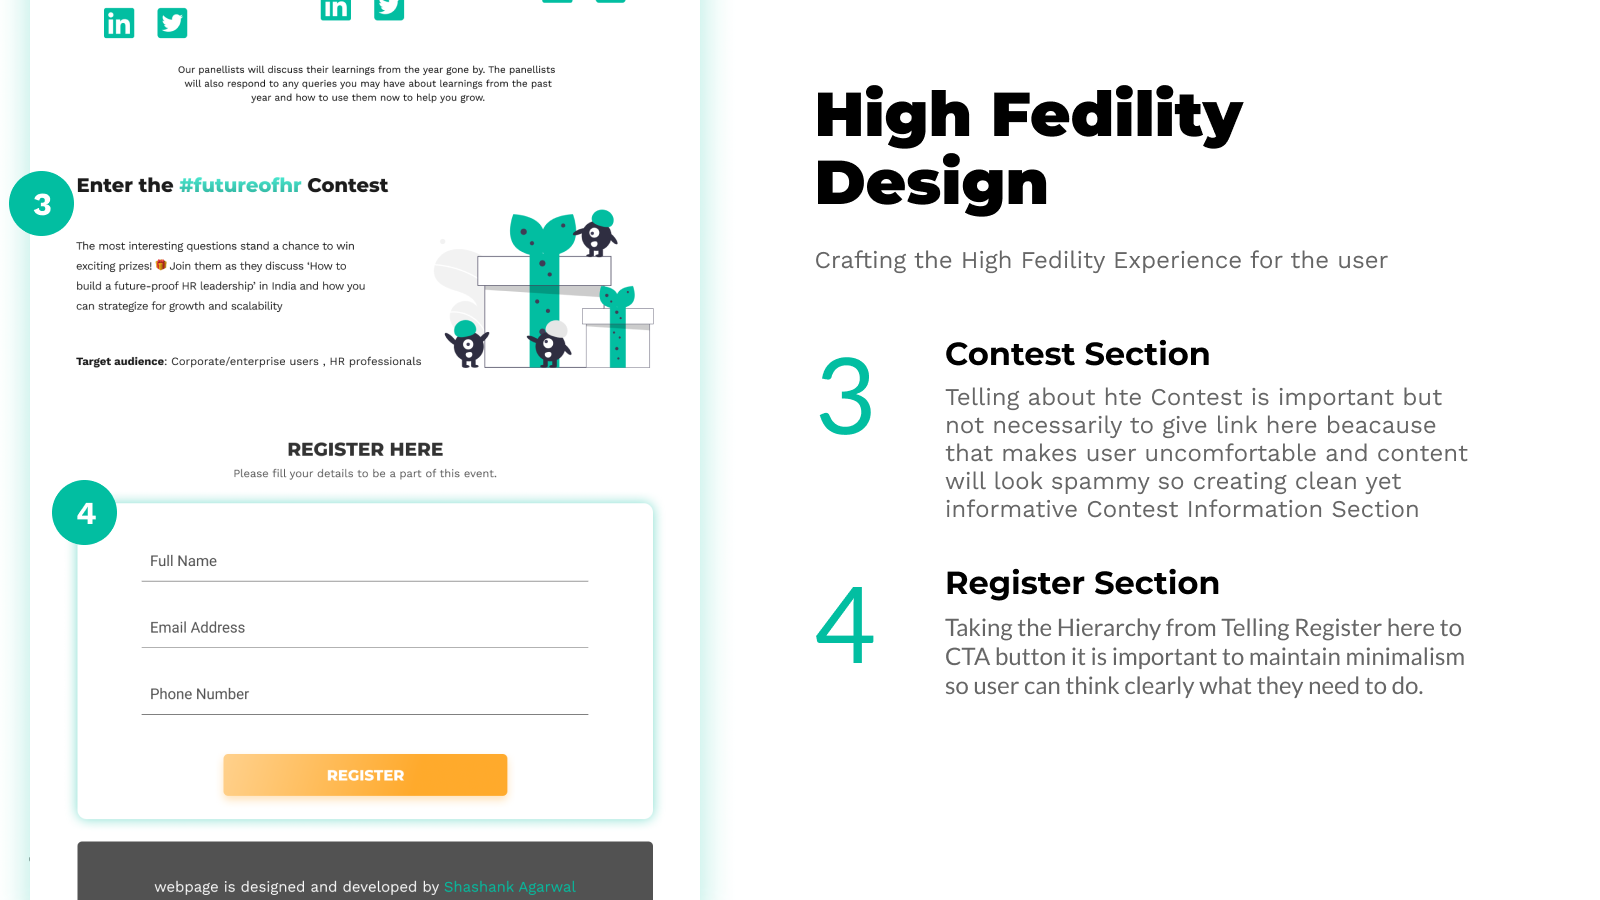 Our panellists will discuss their learnings from the year gone by. The panellists
will also respond to any queries you may have about learnings from the past
year and how to use them now to help you grow.
3
Enter the #futureofhr Contest
The most interesting questions stand a chance to win
exciting prizes! 🎁 Join them as they discuss ‘How to
build a future-proof HR leadership’ in India and how you
can strategize for growth and scalability
Target audience: Corporate/enterprise users , HR professionals
REGISTER HERE
Please fill your details to be a part of this event.
4
Full Name
Email Address
Phone Number
REGISTER
webpage is designed and developed by Shashank Agarwal
High Fedility
Design
Crafting the High Fedility Experience for the user
3
Contest Section
Telling about hte Contest is important but
not necessarily to give link here beacause
that makes user uncomfortable and content
will look spammy so creating clean yet
informative Contest Information Section
4
Register Section
Taking the Hierarchy from Telling Register here to
CTA button it is important to maintain minimalism
so user can think clearly what they need to do.